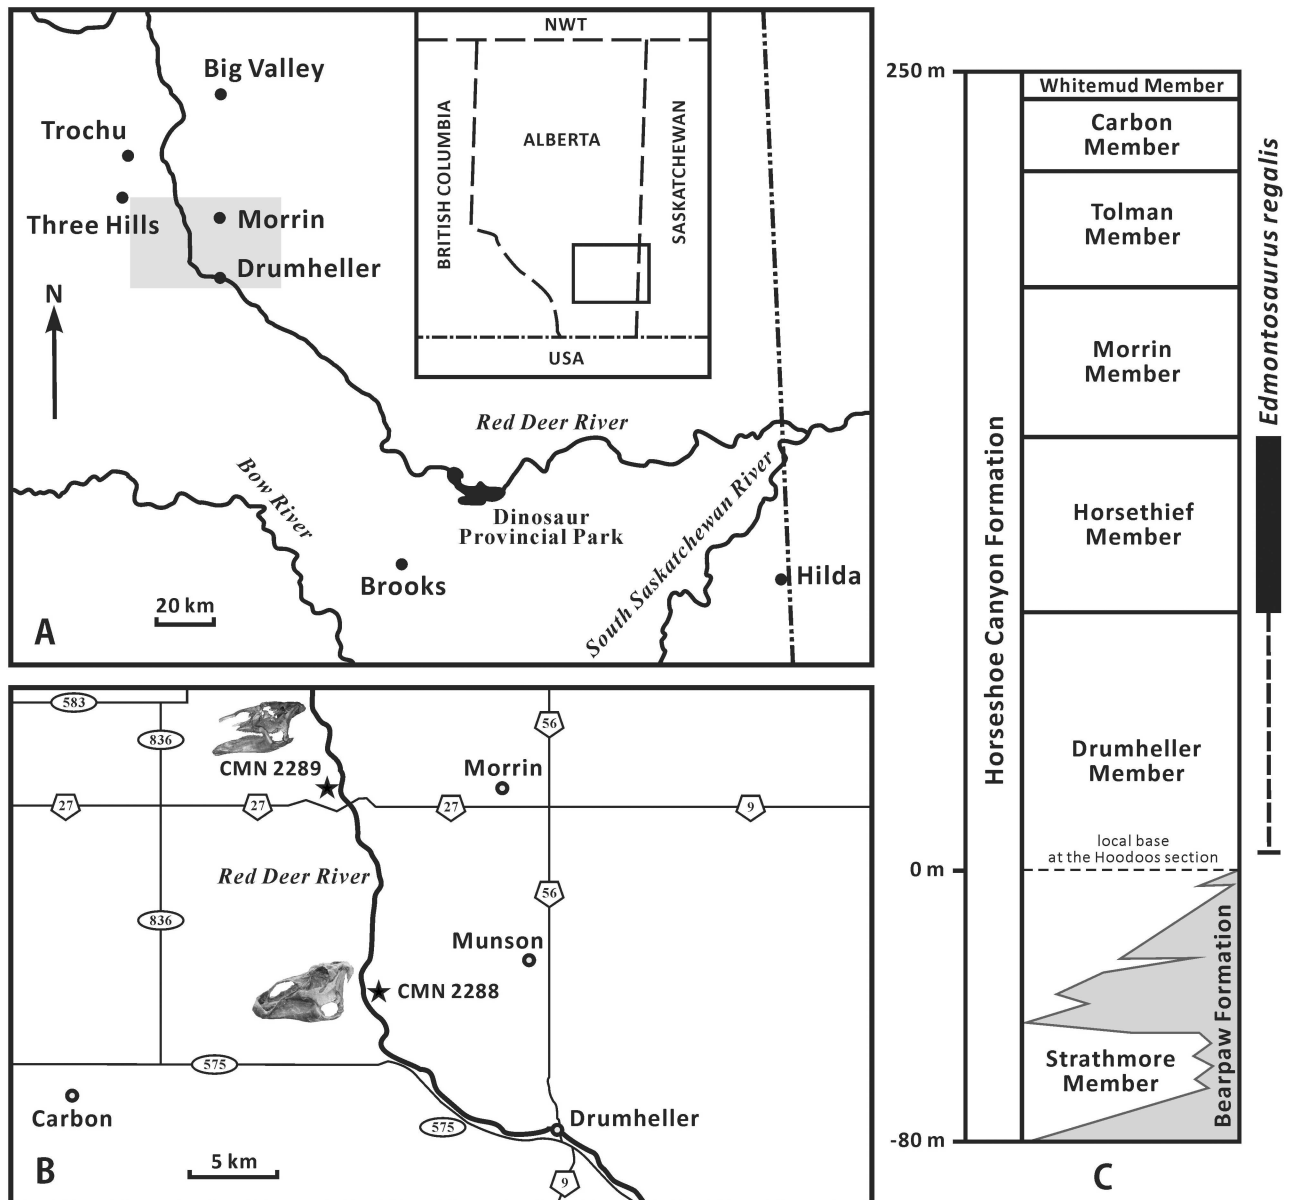 NWT
Big Valley
BRITISH COLUMBIA
ALBERTA
SASKATCHEWAN
Trochu
Three Hills
Morrin
Drumheller
N
USA
Red Deer River
Bow River
Dinosaur
Provincial Park
South Saskatchewan River
Brooks
Hilda
20 km
A
583
836
56
CMN 2289
Morrin
27
27
27
9
Red Deer River
836
56
Munson
CMN 2288
575
Carbon
575
Drumheller
5 km
9
B
250 m
Whitemud Member
Carbon
Member
Tolman
Member
Morrin
Member
Edmontosaurus regalis
Horseshoe Canyon Formation
Horsethief
Member
Drumheller
Member
local base
at the Hoodoos section
0 m
Bearpaw Formation
Strathmore
Member
-80 m
C